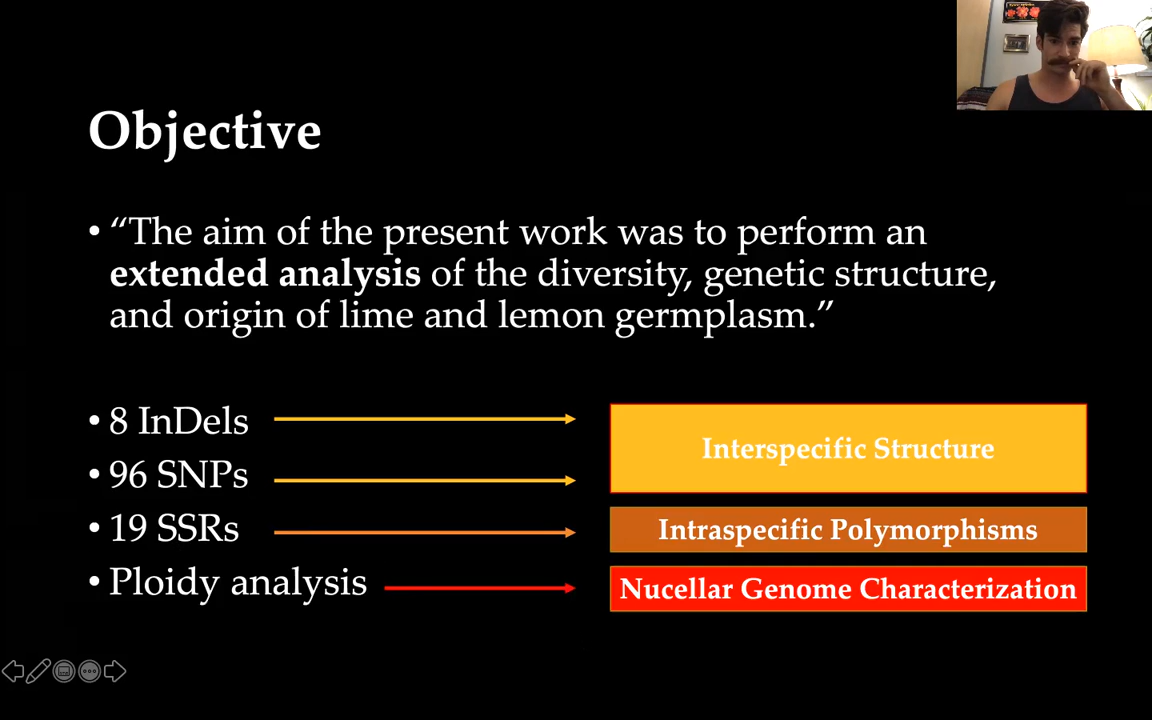 Objective
• “The aim of the present work was to perform an
extended analysis of the diversity, genetic structure,
and origin of lime and lemon germplasm.”
• 8 InDels
• 96 SNPs
• 19 SSRs
• Ploidy analysis
Interspecific Structure
Intraspecific Polymorphisms
Nucellar Genome Characterization